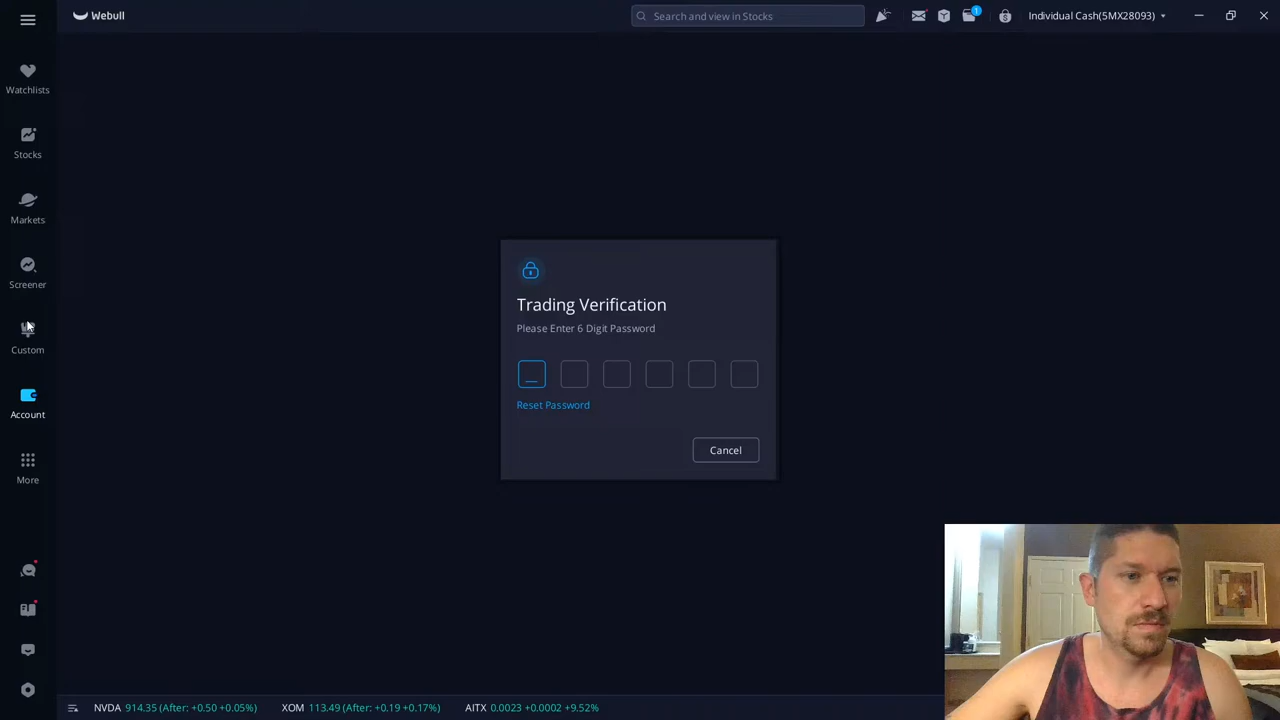 Webull
Search and view in Stocks
1
Individual Cash(5MX28093)
Watchlists
Stocks
Markets
Screener
Custom
Account
More
Trading Verification
Please Enter 6 Digit Password
Reset Password
Cancel
NVDA 914.35 (After: +0.50 +0.05%) XOM 113.49 (After: +0.19 +0.17%) AITX 0.0023 +0.0002 +9.52%